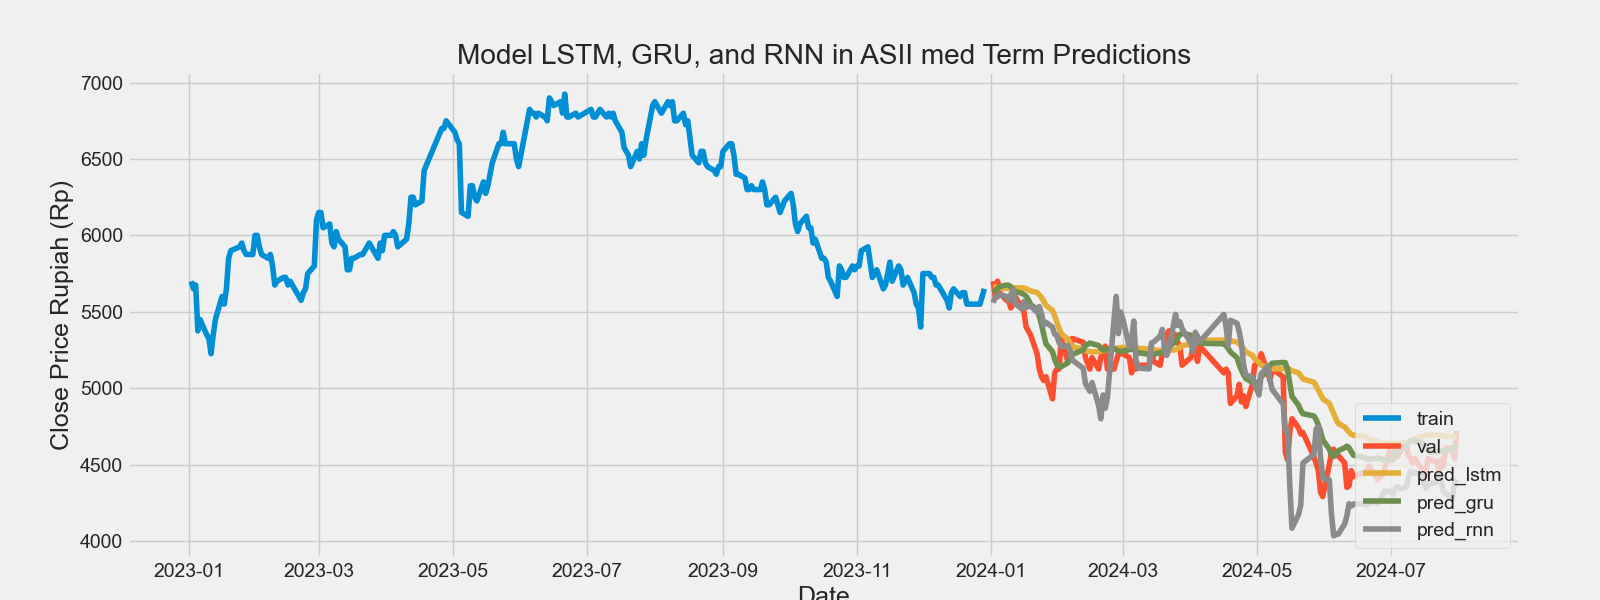 Model LSTM, GRU, and RNN in ASII med Term Predictions
Close Price Rupiah (Rp)
7000
6500
6000
5500
5000
4500
4000
2023-01
2023-03
2023-05
2023-07
2023-09
2023-11
2024-01
2024-03
2024-05
2024-07
Date
train
val
pred_lstm
pred_gru
pred_rnn